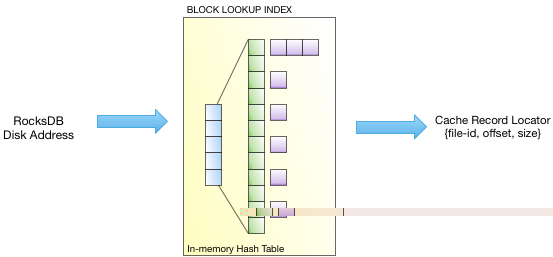 BLOCK LOOKUP INDEX
RocksDB
Disk Address
Cache Record Locator
{file-id, offset, size}
In-memory Hash Table